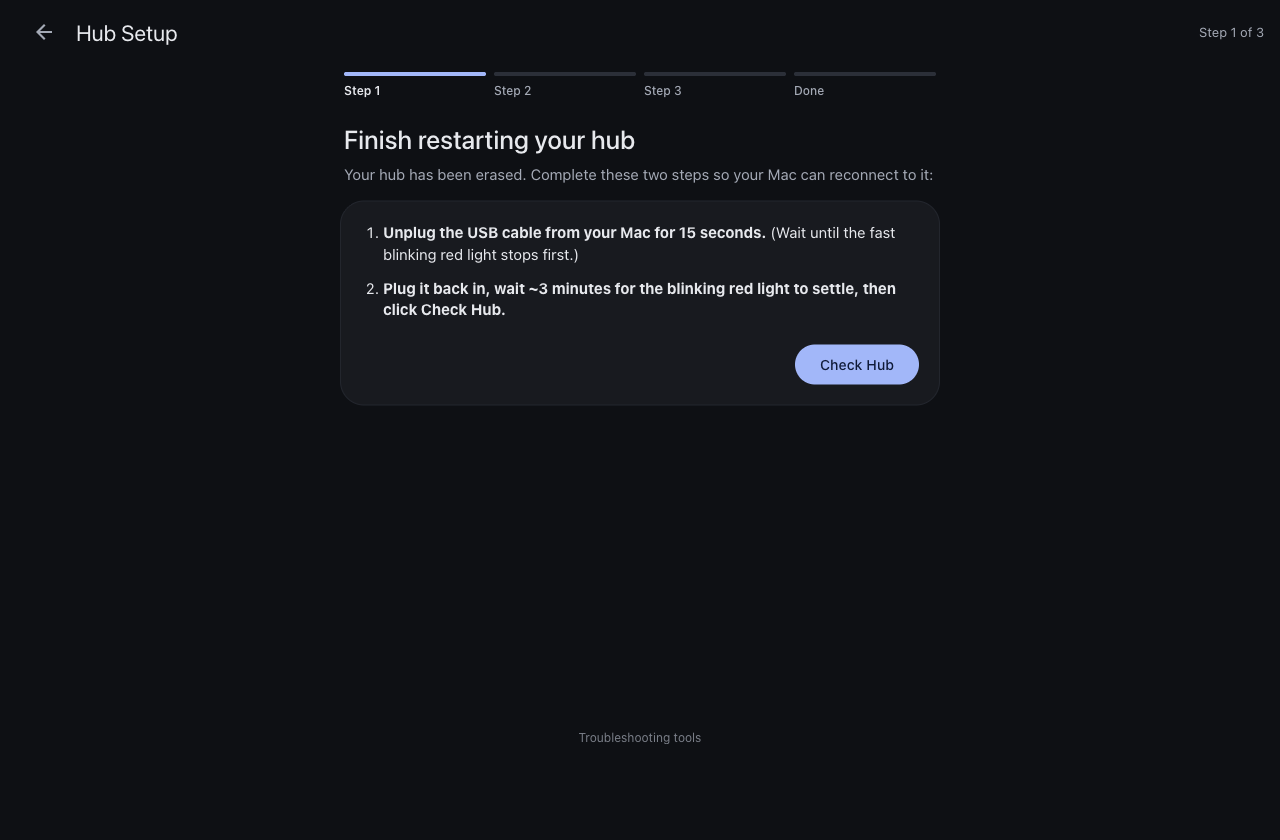 Hub Setup
Step 1 of 3
Step 1
Step 2
Step 3
Done
Finish restarting your hub
Your hub has been erased. Complete these two steps so your Mac can reconnect to it:
1. Unplug the USB cable from your Mac for 15 seconds. (Wait until the fast
blinking red light stops first.)
2. Plug it back in, wait ~3 minutes for the blinking red light to settle, then
click Check Hub.
Check Hub
Troubleshooting tools